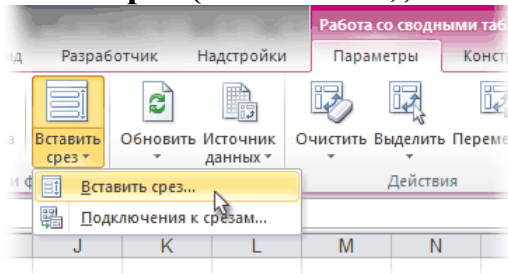 Работа со сводными таб
Разработчик Надстройки Параметры Конст
Вставить срез Обновить Источник данных Очистить Выделить Переме
Действия
Вставить срез...
Подключения к срезам...
J K L M N